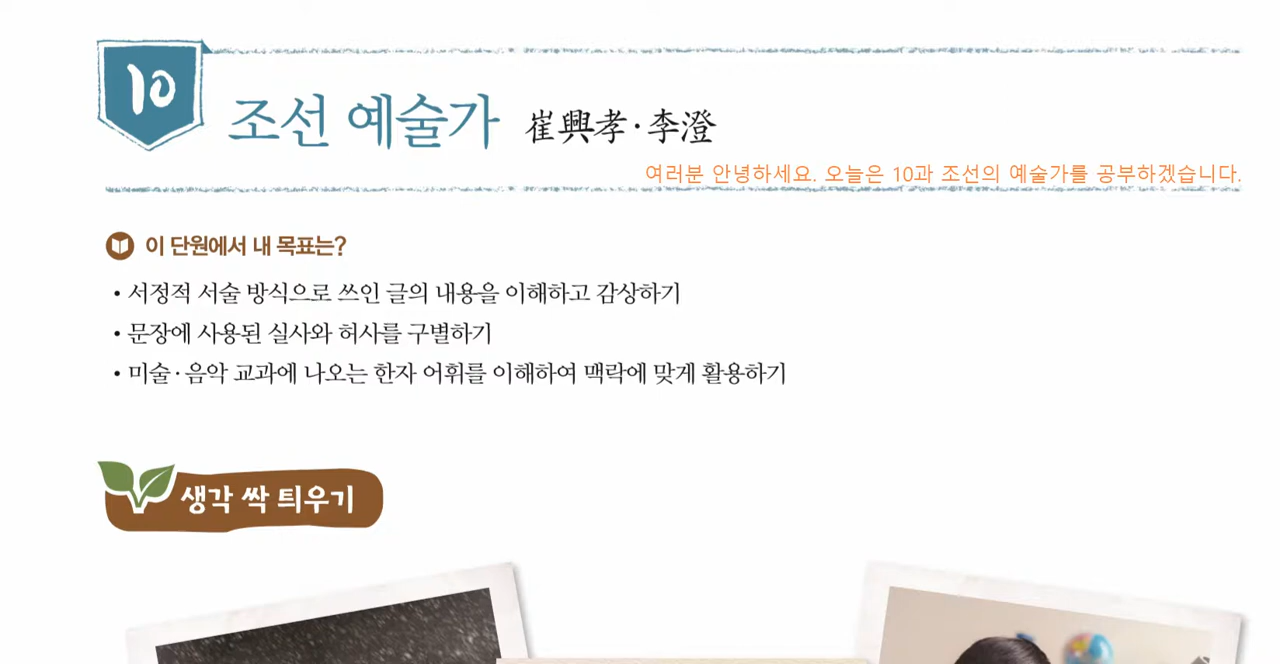 10
조선 예술가 崔興孝·李澄
여러분 안녕하세요. 오늘은 10과 조선의 예술가를 공부하겠습니다.
이 단원에서 내 목표는?
• 서정적 서술 방식으로 쓰인 글의 내용을 이해하고 감상하기
• 문장에 사용된 실사와 허사를 구별하기
• 미술·음악 교과에 나오는 한자 어휘를 이해하여 맥락에 맞게 활용하기
생각 싹 틔우기